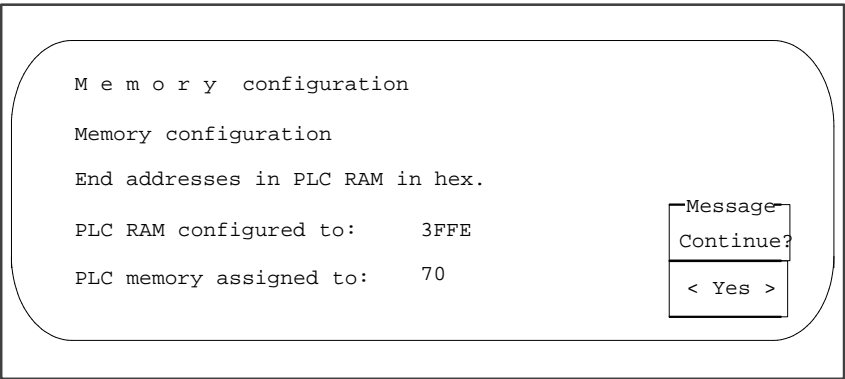 M e m o r y configuration
Memory configuration
End addresses in PLC RAM in hex.
PLC RAM configured to: 3FFE
PLC memory assigned to: 70
Message
Continue?
< Yes >